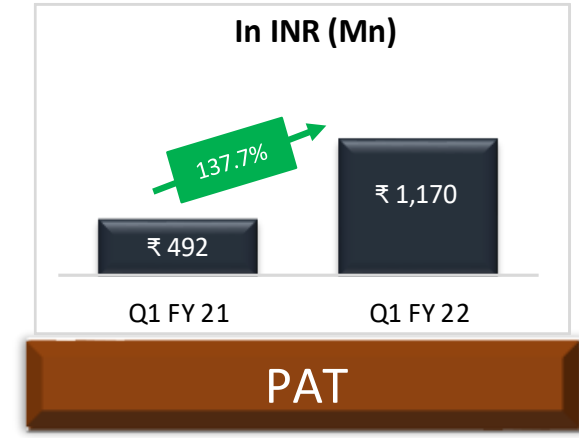 In INR (Mn)
137.7%
₹ 1,170
₹ 492
Q1 FY 21
Q1 FY 22
PAT